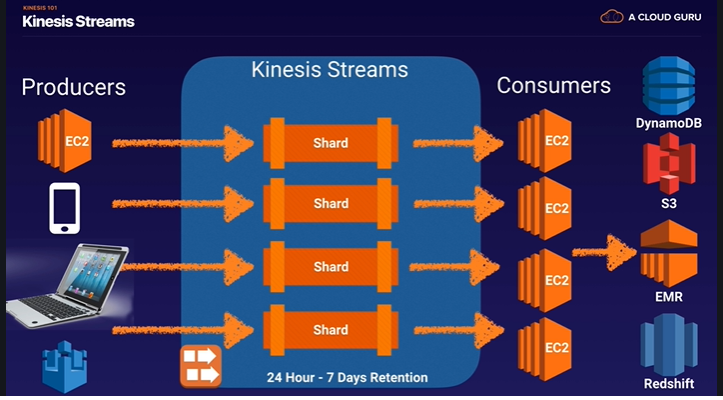 KINESIS 101
Kinesis Streams
A CLOUD GURU
Producers
Kinesis Streams
Consumers
EC2
Shard
EC2
DynamoDB
Shard
EC2
S3
Shard
EC2
EMR
Shard
EC2
24 Hour - 7 Days Retention
Redshift